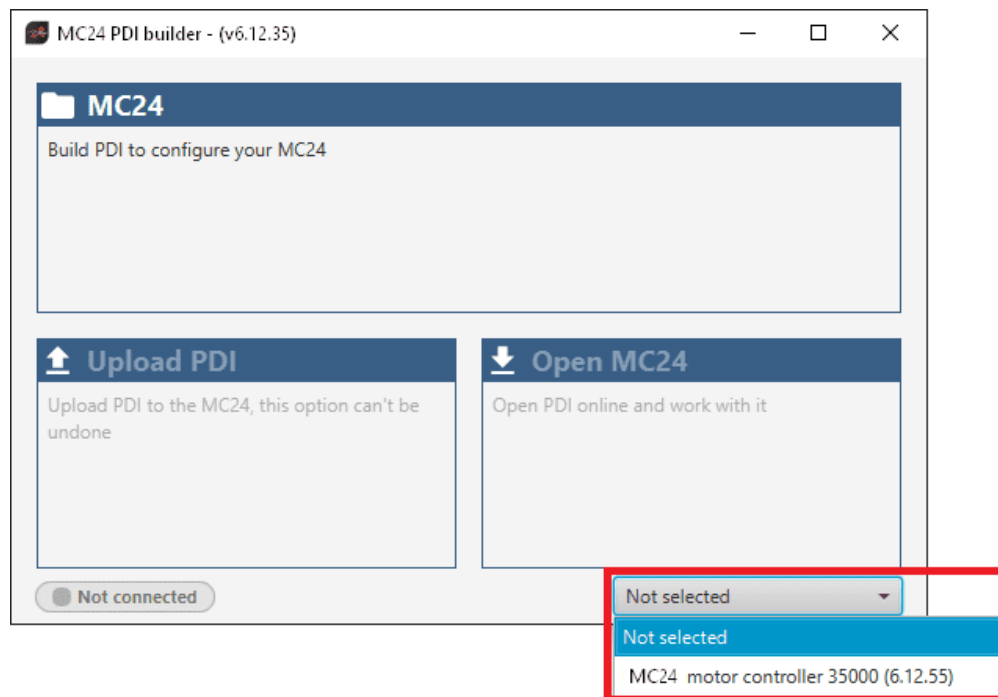 MC24 PDI builder - (v6.12.35)
MC24
Build PDI to configure your MC24
Upload PDI
Upload PDI to the MC24, this option can't be
undone
Open MC24
Open PDI online and work with it
Not connected
Not selected
Not selected
MC24 motor controller 35000 (6.12.55)